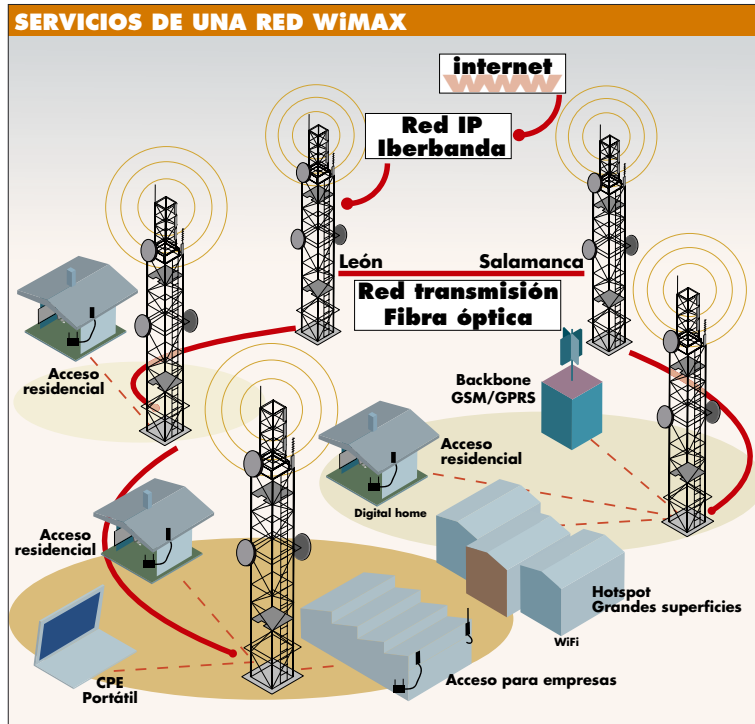 SERVICIOS DE UNA RED WiMAX
internet
Red IP
Iberbanda
León
Salamanca
Red transmisión
Fibra óptica
Acceso
residencial
Backbone
GSM/GPRS
Acceso
residencial
Digital home
Acceso
residencial
Hotspot
Grandes superficies
WiFi
CPE
Portátil
Acceso para empresas